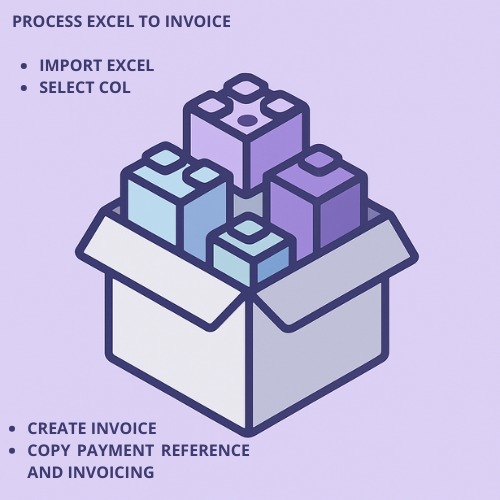 PROCESS EXCEL TO INVOICE
• IMPORT EXCEL
• SELECT COL
• CREATE INVOICE
• COPY PAYMENT REFERENCE
AND INVOICING